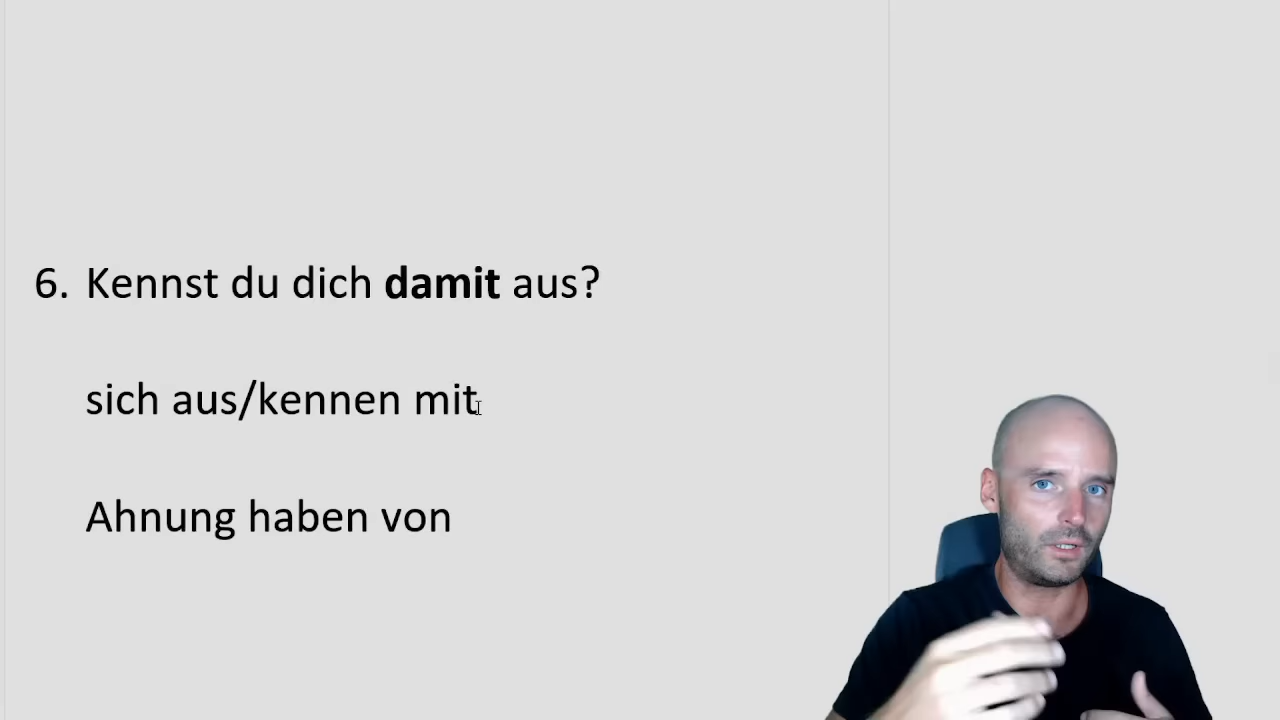 6. Kennst du dich damit aus?
sich aus/kennen mit
Ahnung haben von